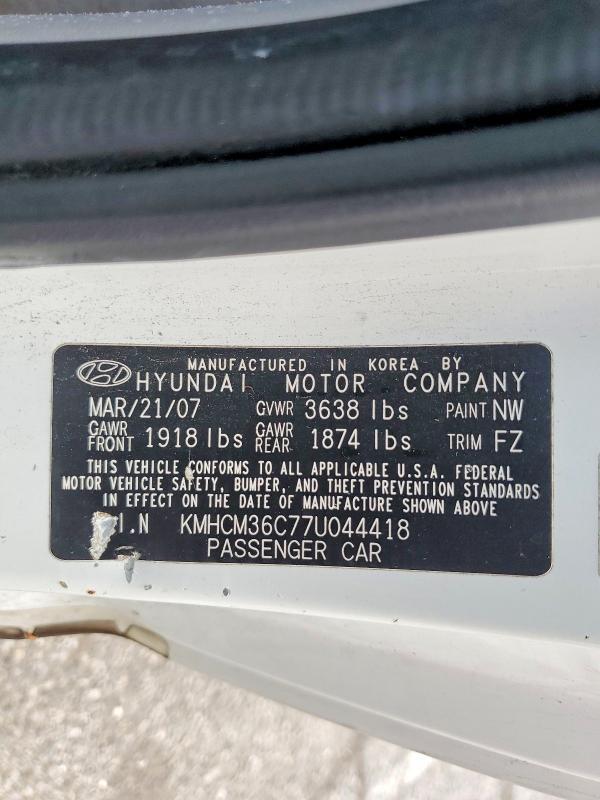 MANUFACTURED IN KOREA BY
HYUNDAI MOTOR COMPANY
MAR/21/07 GVWR 3638 lbs PAINT NW
GAWR FRONT 1918 lbs GAWR REAR 1874 lbs TRIM FZ
THIS VEHICLE CONFORMS TO ALL APPLICABLE U.S.A. FEDERAL
MOTOR VEHICLE SAFETY, BUMPER, AND THEFT PREVENTION STANDARDS
IN EFFECT ON THE DATE OF MANUFACTURE SHOWN ABOVE
.I.N KMHCM36C77U044418
PASSENGER CAR